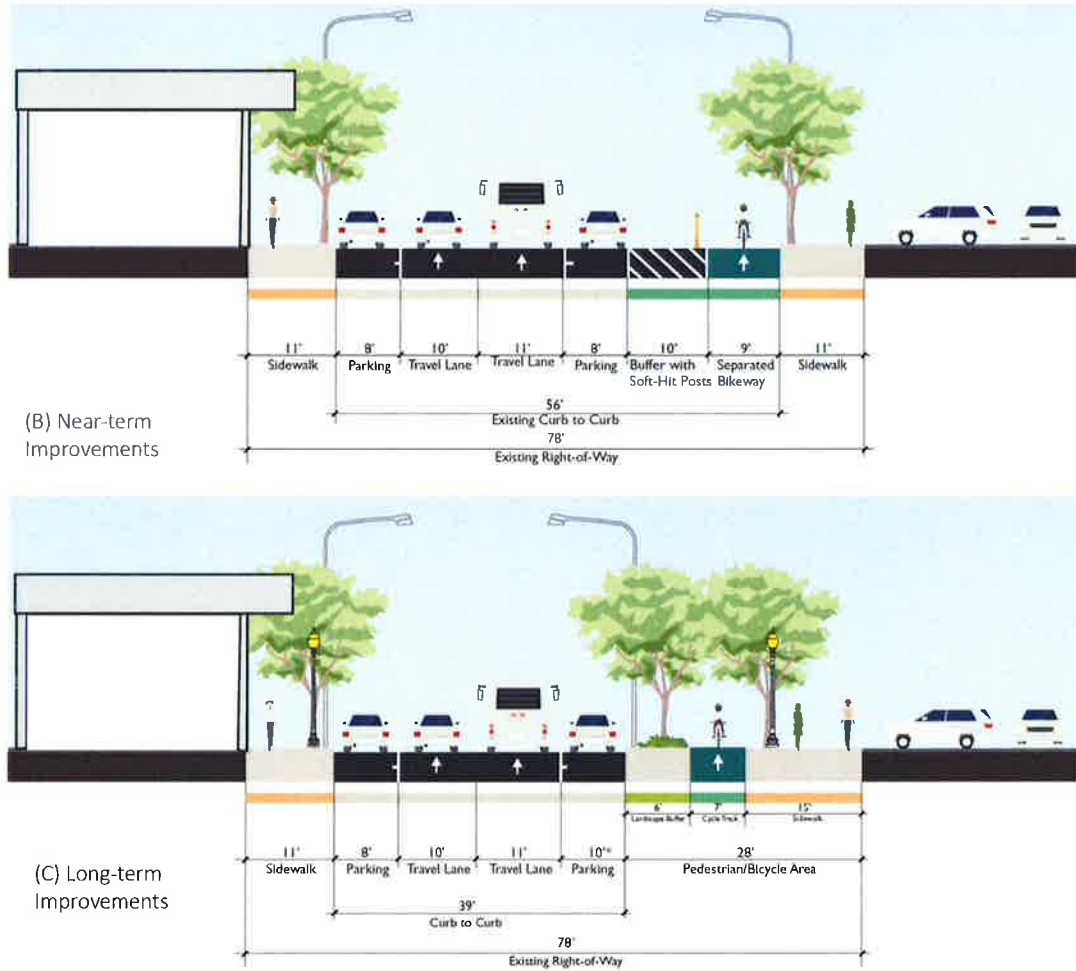 11'
Sidewalk
8'
Parking
10'
Travel Lane
11'
Travel Lane
8'
Parking
10'
Buffer with
Soft-Hit Posts
9'
Separated
Bikeway
11'
Sidewalk
56'
Existing Curb to Curb
78'
Existing Right-of-Way
(B) Near-term
Improvements
6'
Landscape Buffer
7'
Cycle Track
15'
Sidewalk
11'
Sidewalk
8'
Parking
10'
Travel Lane
11'
Travel Lane
10'*
Parking
28'
Pedestrian/Bicycle Area
39'
Curb to Curb
78'
Existing Right-of-Way
(C) Long-term
Improvements